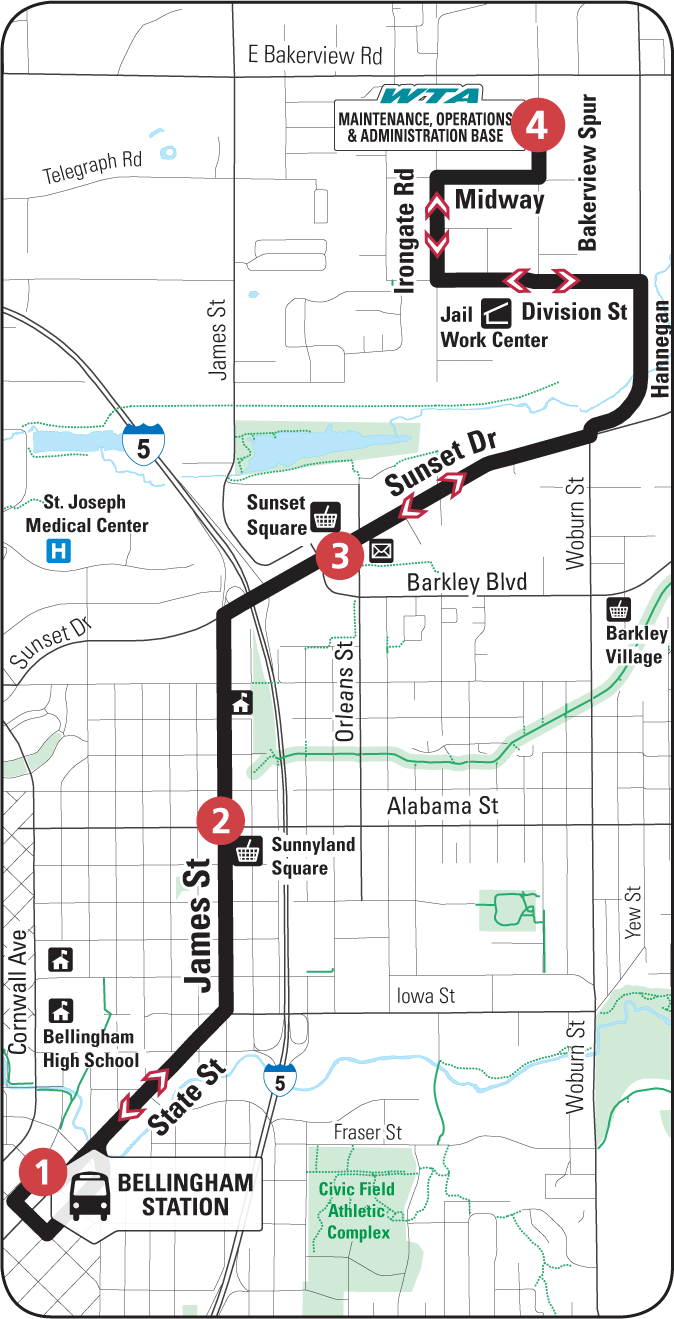 E Bakerview Rd
WTA
MAINTENANCE, OPERATIONS
& ADMINISTRATION BASE
4
Bakerview Spur
Telegraph Rd
Irongate Rd
Midway
James St
Jail
Work Center
Division St
Hannegan
5
Sunset Dr
St. Joseph
Medical Center
H
Sunset
Square
3
Woburn St
Barkley Blvd
Barkley
Village
Sunset Dr
Orleans St
2
Alabama St
Sunnyland
Square
James St
Yew St
Cornwall Ave
Iowa St
Bellingham
High School
5
Woburn St
State St
Fraser St
1
BELLINGHAM
STATION
Civic Field
Athletic
Complex